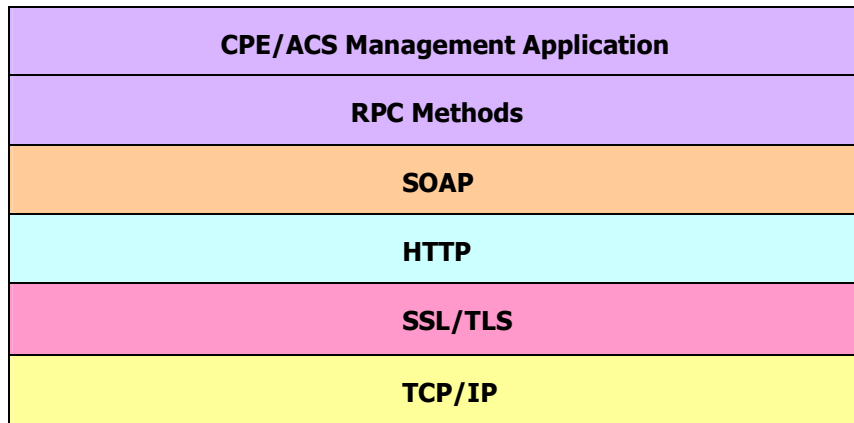 CPE/ACS Management Application
RPC Methods
SOAP
HTTP
SSL/TLS
TCP/IP